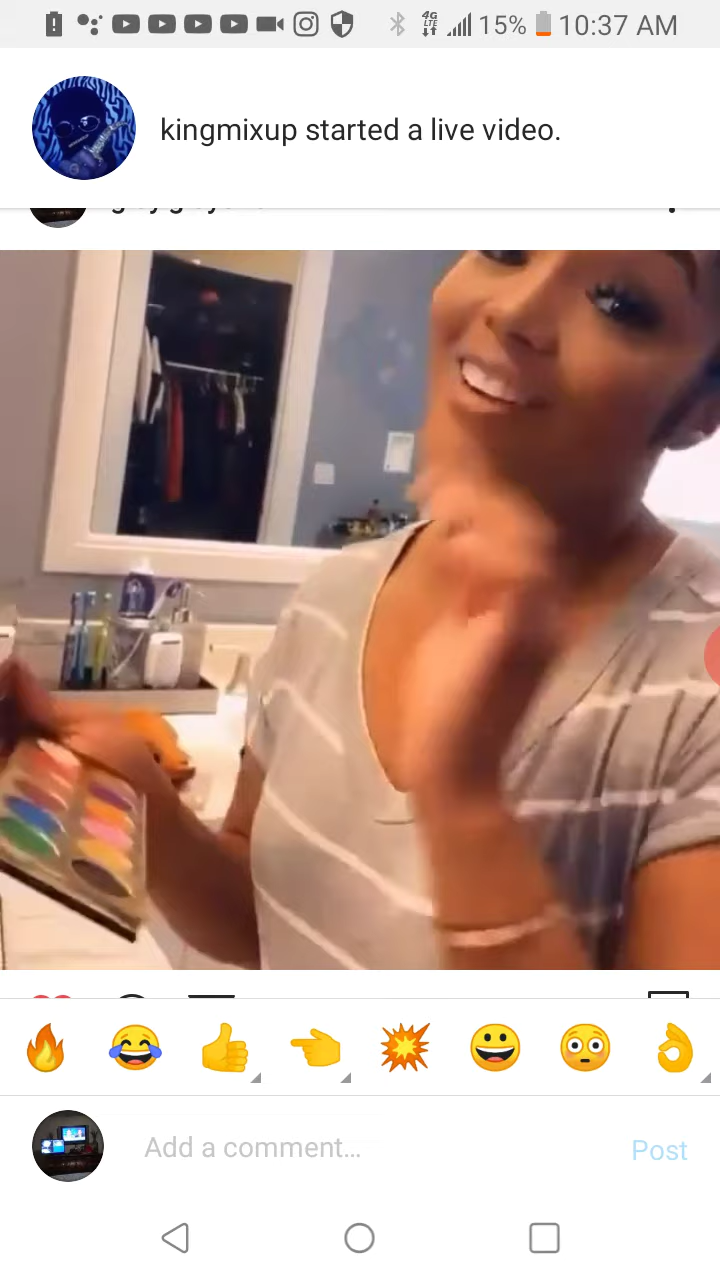 4G
LTE
15%
10:37 AM
kingmixup started a live video.
Add a comment...
Post